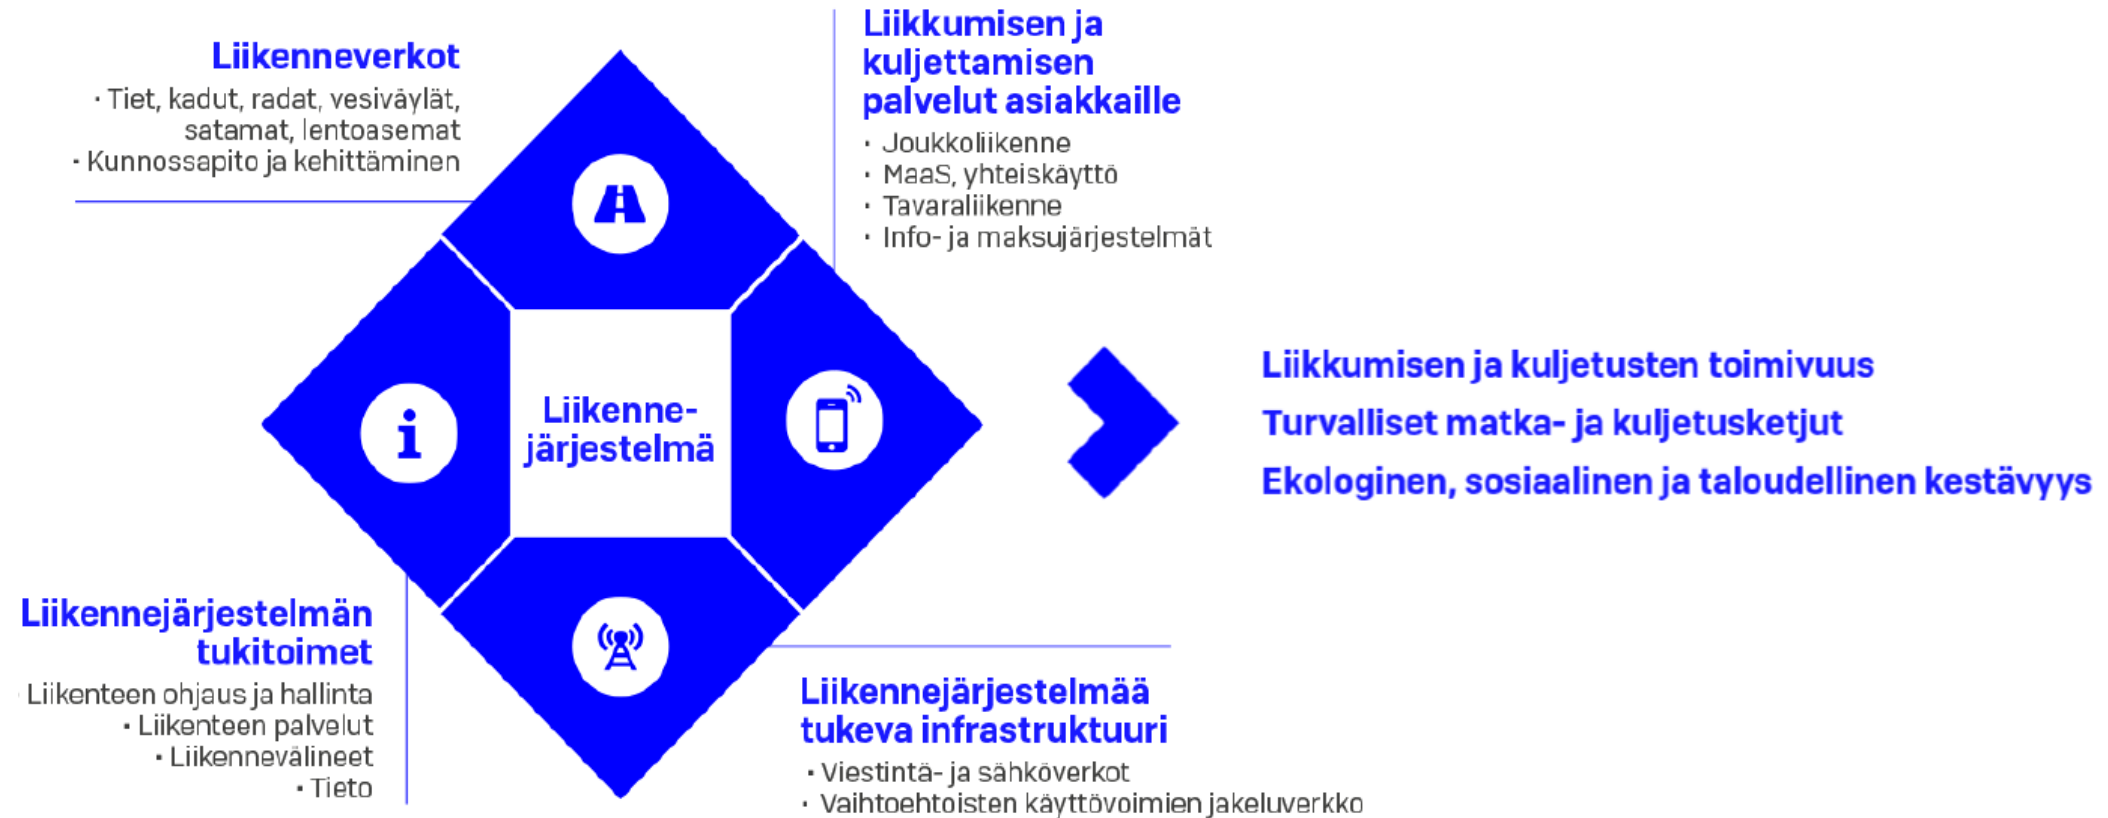 Liikenneverkot
· Tiet, kadut, radat, vesiväylät,
satamat, lentoasemat
· Kunnossapito ja kehittäminen
Liikkumisen ja
kuljettamisen
palvelut asiakkaille
· Joukkoliikenne
· MaaS, yhteiskäyttö
· Tavaraliikenne
· Info- ja maksujärjestelmät
Liikenne-
järjestelmä
Liikkumisen ja kuljetusten toimivuus
Turvalliset matka- ja kuljetusketjut
Ekologinen, sosiaalinen ja taloudellinen kestävyys
Liikennejärjestelmän
tukitoimet
· Liikenteen ohjaus ja hallinta
· Liikenteen palvelut
· Liikennevälineet
· Tieto
Liikennejärjestelmää
tukeva infrastruktuuri
· Viestintä- ja sähköverkot
· Vaihtoehtoisten käyttövoimien jakeluverkko